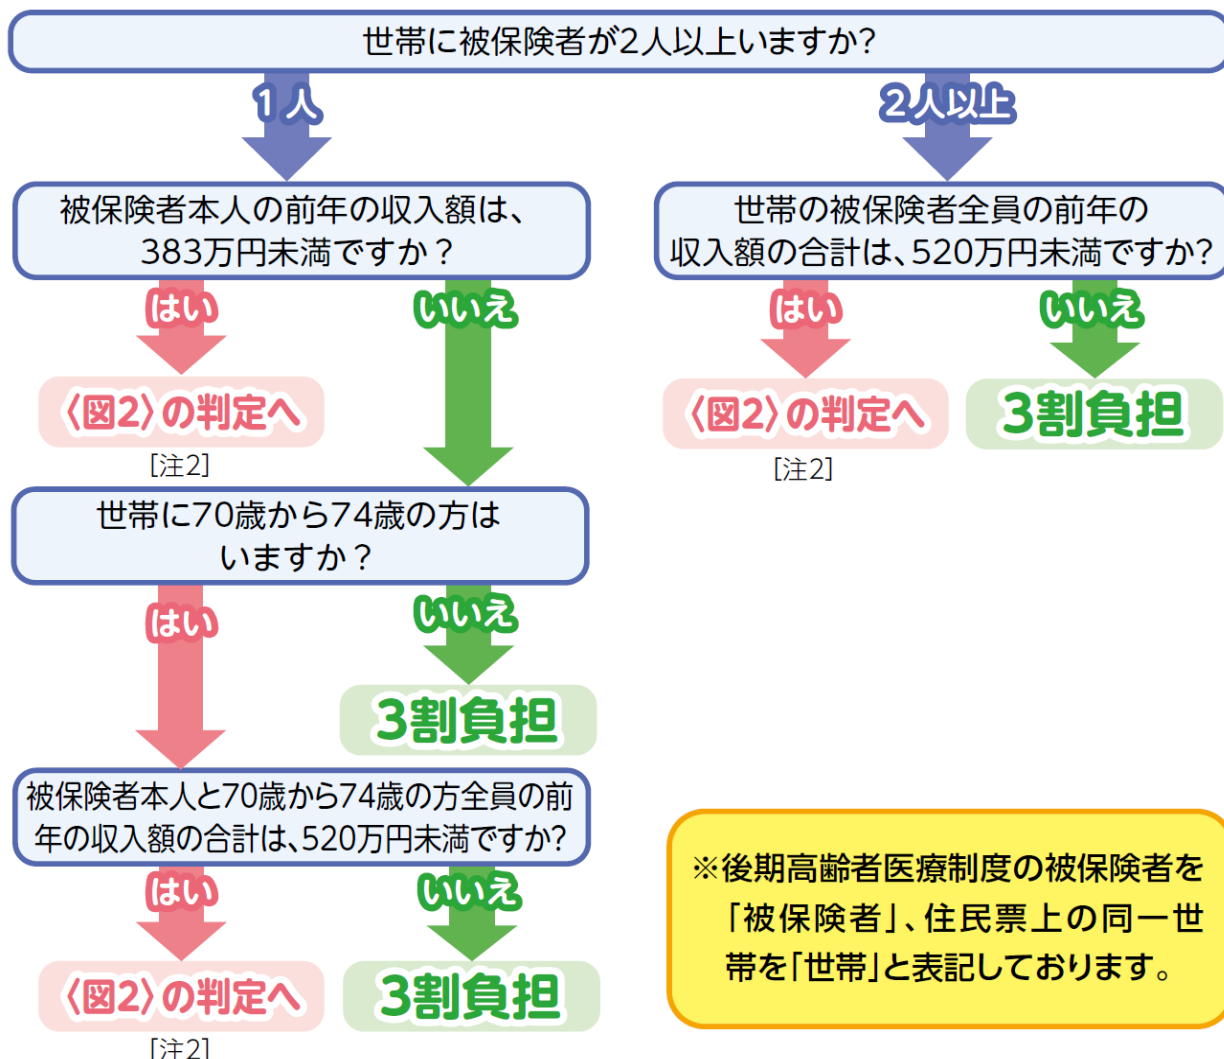 世帯に被保険者が2人以上いますか?
1人
2人以上
被保険者本人の前年の収入額は、
383万円未満ですか？
世帯の被保険者全員の前年の
収入額の合計は、520万円未満ですか?
はい
いいえ
はい
いいえ
〈図2〉の判定へ
[注2]
〈図2〉の判定へ
[注2]
3割負担
世帯に70歳から74歳の方は
いますか？
はい
いいえ
3割負担
被保険者本人と70歳から74歳の方全員の前
年の収入額の合計は、520万円未満ですか?
はい
いいえ
〈図2〉の判定へ
[注2]
3割負担
※後期高齢者医療制度の被保険者を
「被保険者」、住民票上の同一世
帯を「世帯」と表記しております。